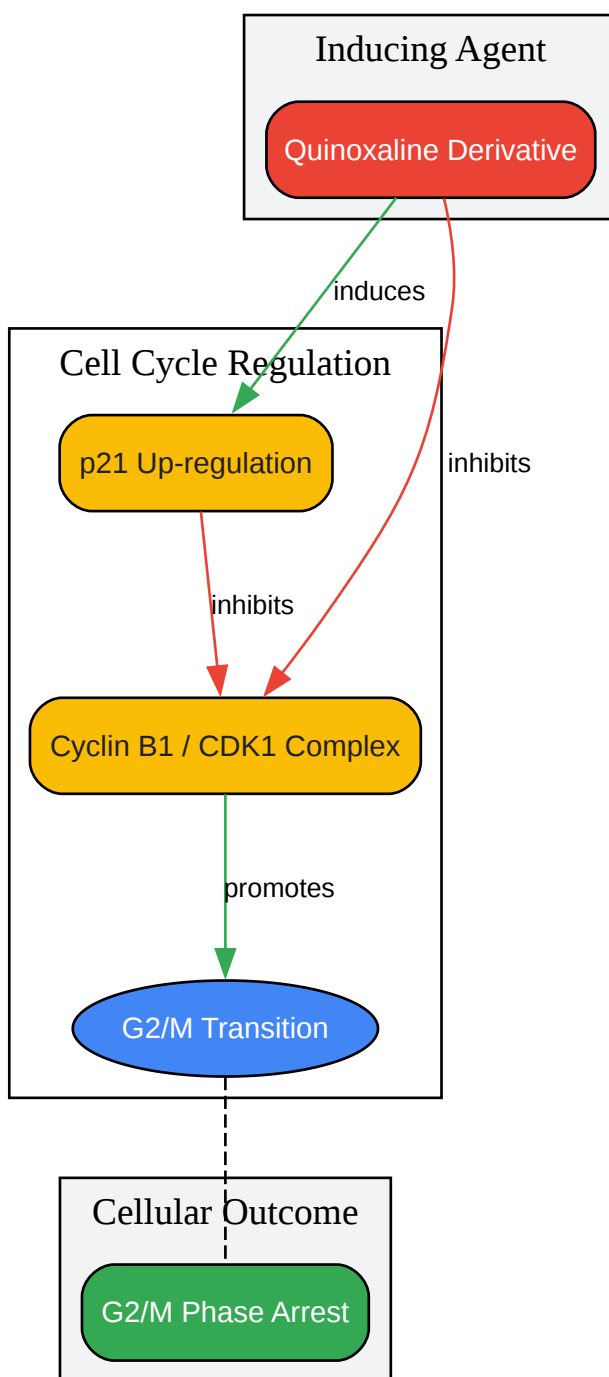 Inducing Agent
Quinoxaline Derivative
induces
Cell Cycle Regulation
p21 Up-regulation
inhibits
inhibits
Cyclin B1 / CDK1 Complex
promotes
G2/M Transition
Cellular Outcome
G2/M Phase Arrest